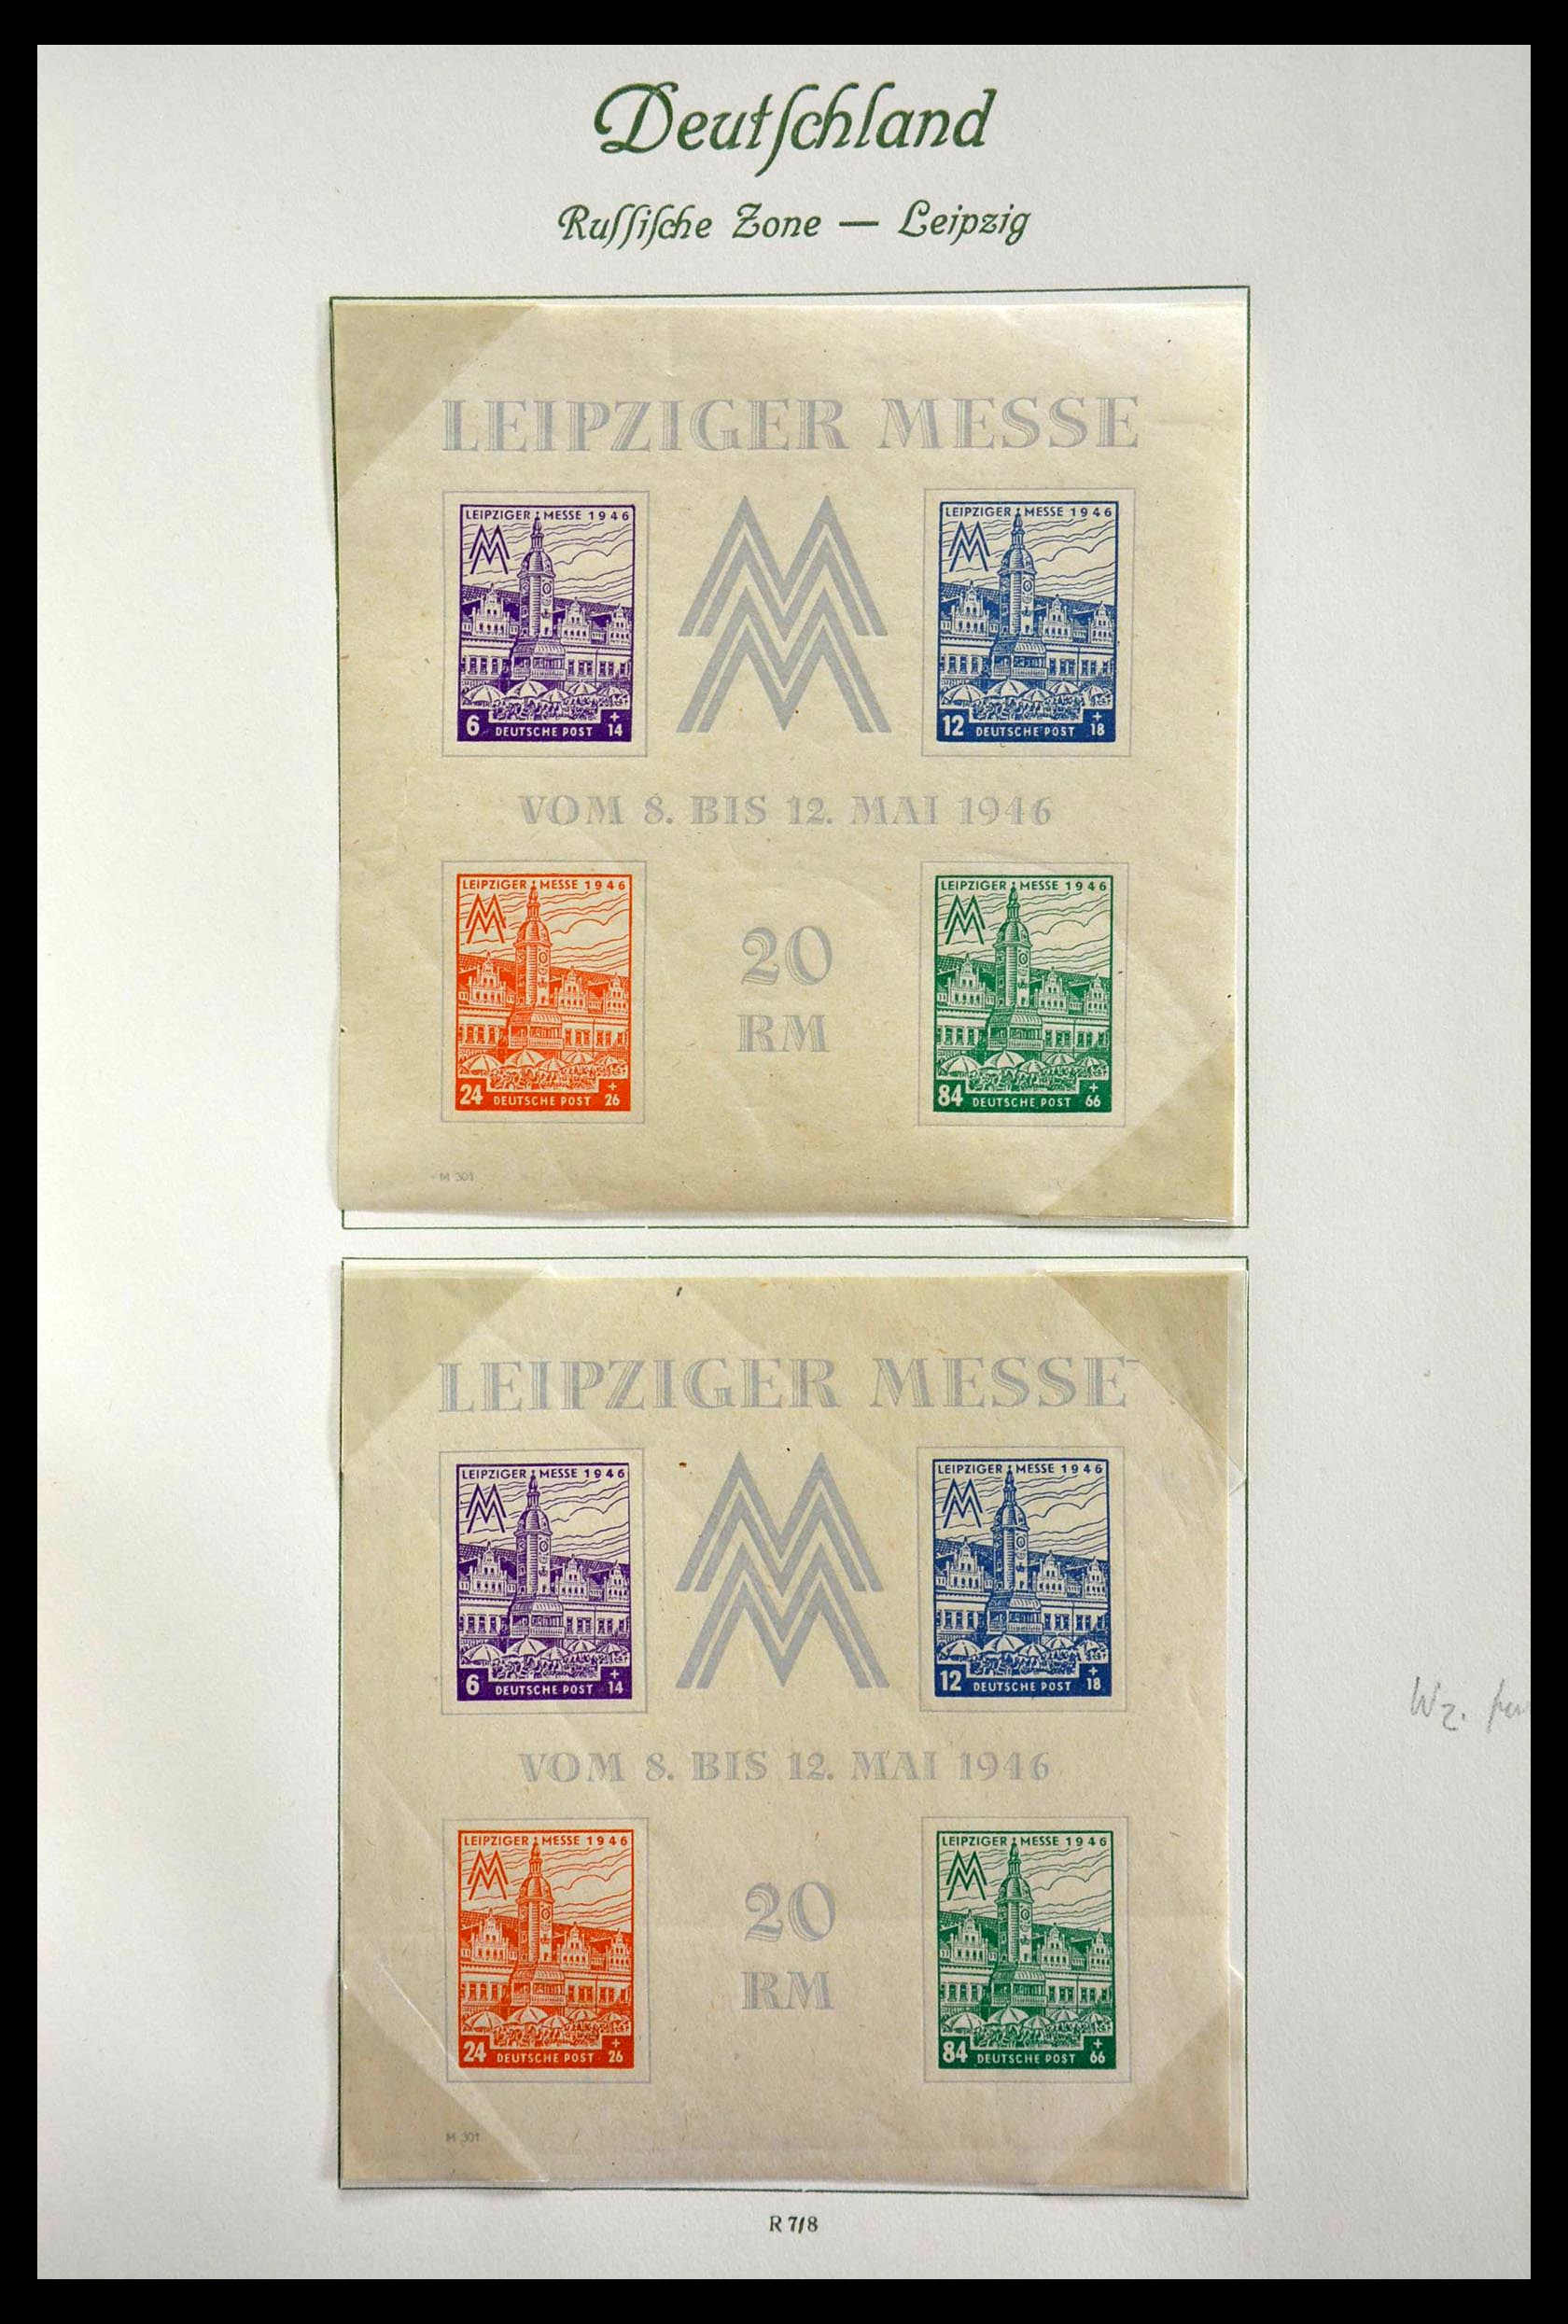 Deutſchland
Ruſſiſche Zone — Leipzig
LEIPZIGER MESSE
LEIPZIGER MESSE 1946
6 DEUTSCHE POST + 14
LEIPZIGER MESSE 1946
12 DEUTSCHE POST + 18
VOM 8. BIS 12. MAI 1946
LEIPZIGER MESSE 1946
24 DEUTSCHE POST + 26
20
RM
LEIPZIGER MESSE 1946
84 DEUTSCHE POST + 66
M 301
LEIPZIGER MESSE
LEIPZIGER MESSE 1946
6 DEUTSCHE POST + 14
LEIPZIGER MESSE 1946
12 DEUTSCHE POST + 18
Wz.
VOM 8. BIS 12. MAI 1946
LEIPZIGER MESSE 1946
24 DEUTSCHE POST + 26
20
RM
LEIPZIGER MESSE 1946
84 DEUTSCHE POST + 66
M 301
R 7/8